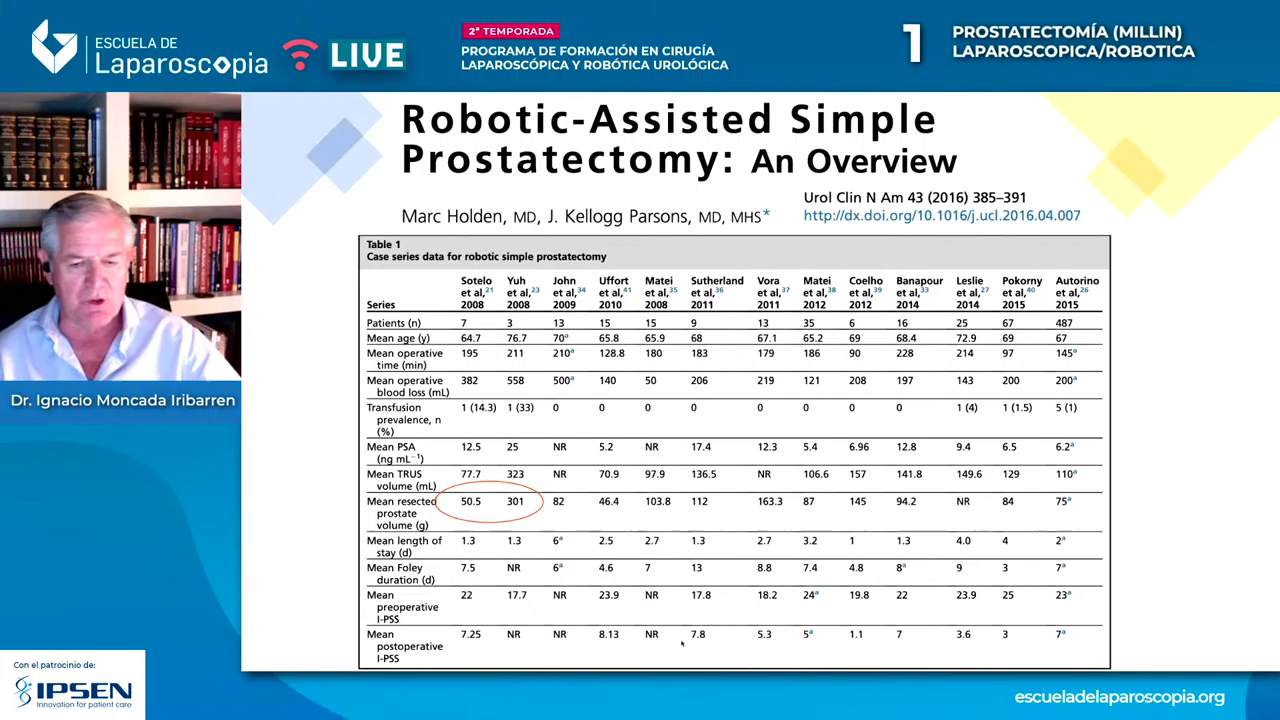 ESCUELA DE
Laparoscopia
LIVE
2ª TEMPORADA
PROGRAMA DE FORMACIÓN EN CIRUGÍA
LAPAROSCÓPICA Y ROBÓTICA UROLÓGICA
1
PROSTATECTOMÍA (MILLIN)
LAPAROSCOPICA/ROBOTICA
Robotic-Assisted Simple
Prostatectomy: An Overview
Marc Holden, MD, J. Kellogg Parsons, MD, MHS*
Urol Clin N Am 43 (2016) 385–391
http://dx.doi.org/10.1016/j.ucl.2016.04.007
Table 1
Case series data for robotic simple prostatectomy
Series Sotelo et al,21 2008 Yuh et al,23 2008 John et al,34 2009 Uffort et al,41 2010 Matei et al,35 2008 Sutherland et al,36 2011 Vora et al,37 2011 Matei et al,38 2012 Coelho et al,39 2012 Banapour et al,33 2014 Leslie et al,27 2014 Pokorny et al,40 2015 Autorino et al,26 2015
Patients (n) 7 3 13 15 15 9 13 35 6 16 25 67 487
Mean age (y) 64.7 76.7 70a 65.8 65.9 68 67.1 65.2 69 68.4 72.9 69 67
Mean operative time (min) 195 211 210a 128.8 180 183 179 186 90 228 214 97 145a
Mean operative blood loss (mL) 382 558 500a 140 50 206 219 121 208 197 143 200 200a
Transfusion prevalence, n (%) 1 (14.3) 1 (33) 0 0 0 0 0 0 0 0 1 (4) 1 (1.5) 5 (1)
Mean PSA (ng mL−1) 12.5 25 NR 5.2 NR 17.4 12.3 5.4 6.96 12.8 9.4 6.5 6.2a
Mean TRUS volume (mL) 77.7 323 NR 70.9 97.9 136.5 NR 106.6 157 141.8 149.6 129 110a
Mean resected prostate volume (g) 50.5 301 82 46.4 103.8 112 163.3 87 145 94.2 NR 84 75a
Mean length of stay (d) 1.3 1.3 6a 2.5 2.7 1.3 2.7 3.2 1 1.3 4.0 4 2a
Mean Foley duration (d) 7.5 NR 6a 4.6 7 13 8.8 7.4 4.8 8a 9 3 7a
Mean preoperative I-PSS 22 17.7 NR 23.9 NR 17.8 18.2 24a 19.8 22 23.9 25 23a
Mean postoperative I-PSS 7.25 NR NR 8.13 NR 7.8 5.3 5a 1.1 7 3.6 3 7a
Dr. Ignacio Moncada Iribarren
Con el patrocinio de:
IPSEN
Innovation for patient care
escueladelaparoscopia.org